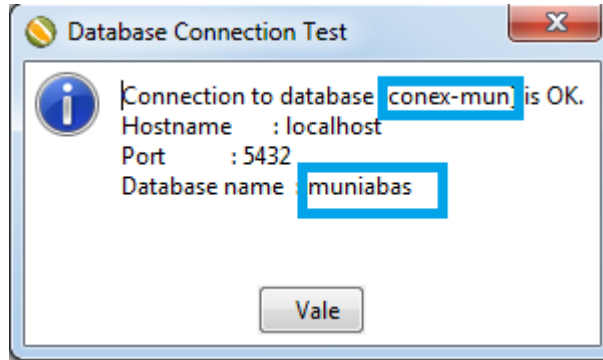 Database Connection Test
Connection to database conex-mun] is OK.
Hostname : localhost
Port : 5432
Database name : muniabas
Vale